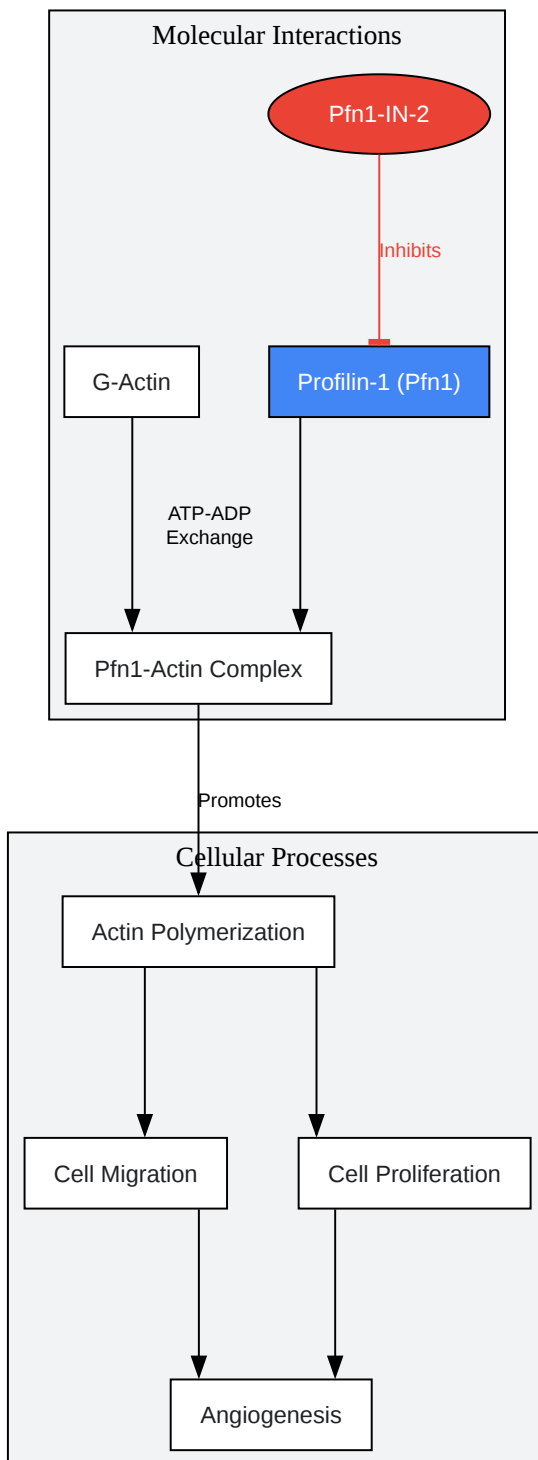 Molecular Interactions
Pfn1-IN-2
Inhibits
G-Actin
Profilin-1 (Pfn1)
ATP-ADP
Exchange
Pfn1-Actin Complex
Promotes
Cellular Processes
Actin Polymerization
Cell Migration
Cell Proliferation
Angiogenesis